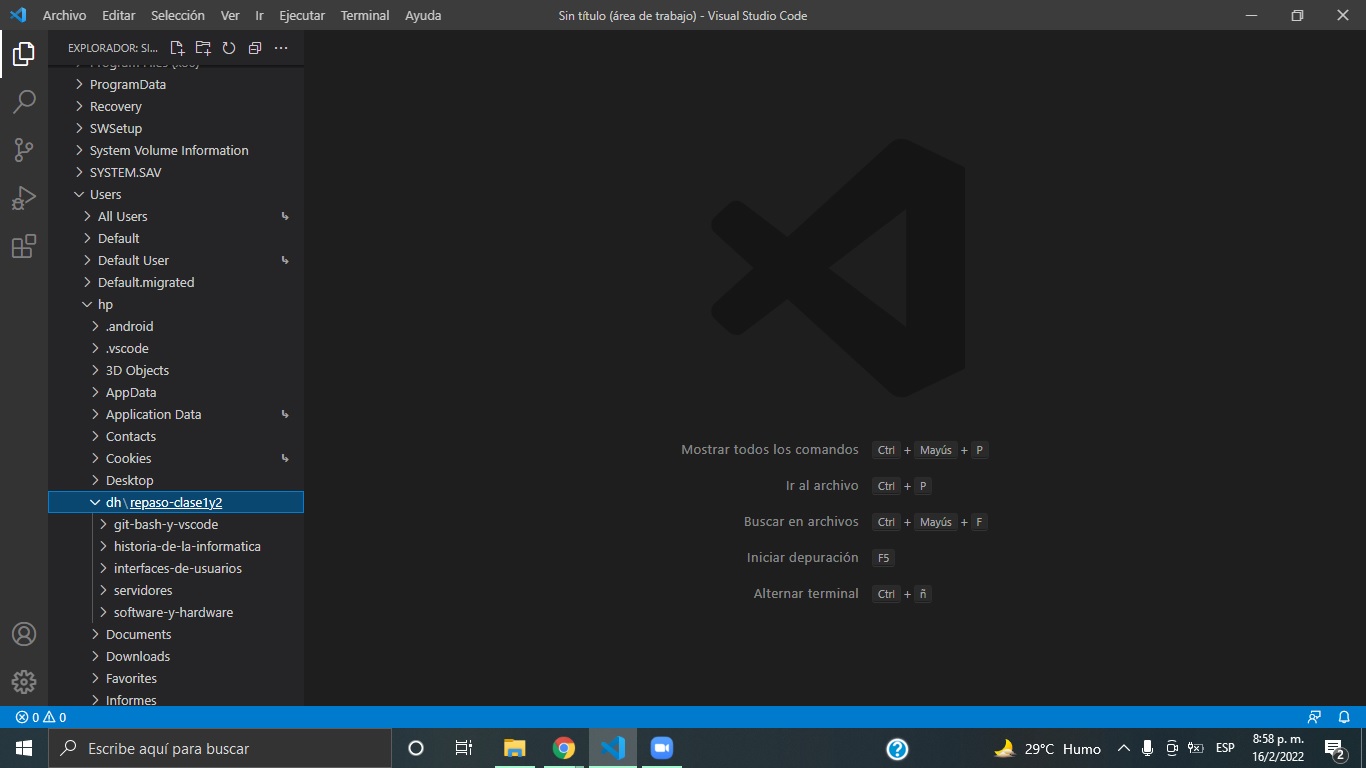 Archivo Editar Selección Ver Ir Ejecutar Terminal Ayuda
Sin título (área de trabajo) - Visual Studio Code
EXPLORADOR: SI...
Program Files (x86)
ProgramData
Recovery
SWSetup
System Volume Information
SYSTEM.SAV
Users
All Users
Default
Default User
Default.migrated
hp
.android
.vscode
3D Objects
AppData
Application Data
Contacts
Cookies
Desktop
dh\repaso-clase1y2
git-bash-y-vscode
historia-de-la-informatica
interfaces-de-usuarios
servidores
software-y-hardware
Documents
Downloads
Favorites
Informes
Mostrar todos los comandos Ctrl + Mayús + P
Ir al archivo Ctrl + P
Buscar en archivos Ctrl + Mayús + F
Iniciar depuración F5
Alternar terminal Ctrl + ñ
0 0
Escribe aquí para buscar
29°C Humo
ESP
8:58 p. m.
16/2/2022
2